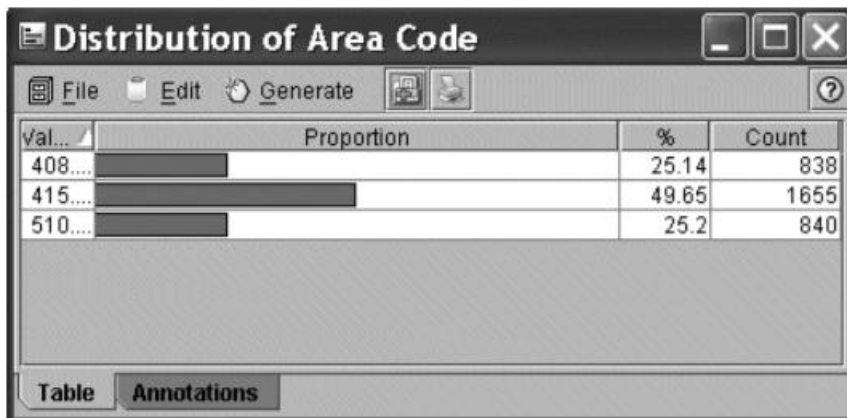 Distribution of Area Code
File Edit Generate
Val... Proportion % Count
408.... 25.14 838
415.... 49.65 1655
510.... 25.2 840
Table Annotations